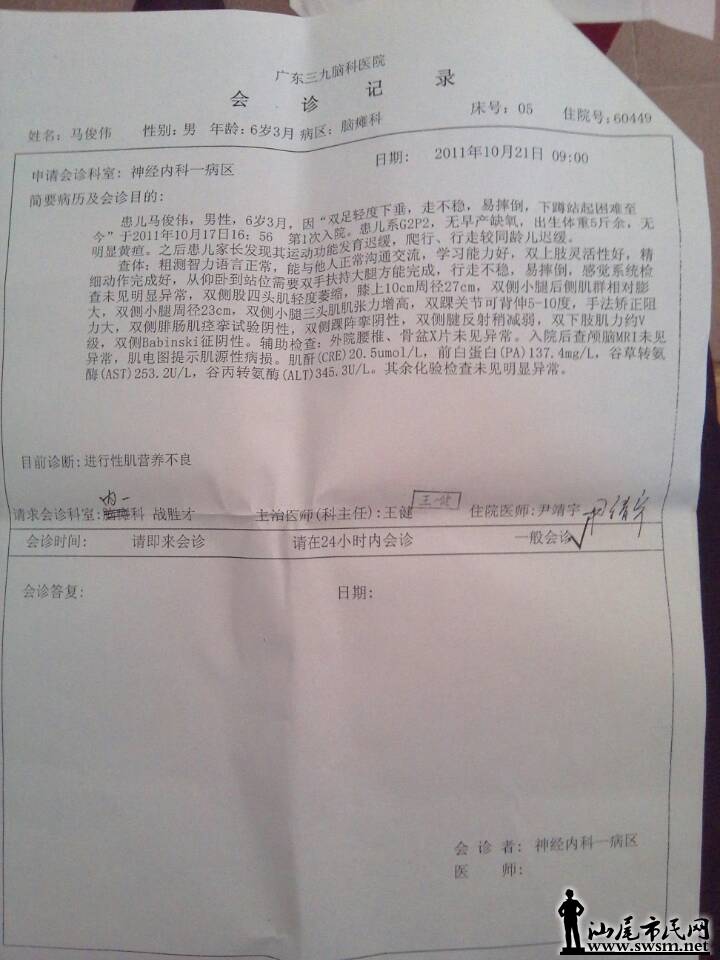 广东三九脑科医院
会诊记录
床号: 05 住院号:60449
姓名: 马俊伟 性别: 男 年龄: 6岁3月 病区: 脑瘫科
日期: 2011年10月21日 09:00
申请会诊科室: 神经内科一病区
简要病历及会诊目的:
患儿马俊伟, 男性, 6岁3月, 因“双足轻度下垂, 走不稳, 易摔倒, 下蹲站起困难至
今”于2011年10月17日16: 56 第1次入院。患儿系G2P2, 无早产缺氧, 出生体重5斤余, 无
明显黄疸。之后患儿家长发现其运动功能发育迟缓, 爬行、行走较同龄儿迟缓。
查体: 粗测智力语言正常, 能与他人正常沟通交流, 学习能力好, 双上肢灵活性好, 精
细动作完成好, 从仰卧到站位需要双手扶持大腿方能完成, 行走不稳, 易摔倒, 感觉系统检
查未见明显异常, 双侧股四头肌轻度萎缩, 膝上10cm周径27cm, 双侧小腿后侧肌群相对膨
大, 双侧小腿周径23cm, 双侧小腿三头肌肌张力增高, 双踝关节可背伸5-10度, 手法矫正阻
力大, 双侧腓肠肌痉挛试验阴性, 双侧踝阵挛阴性, 双侧腱反射稍减弱, 双下肢肌力约V
级, 双侧Babinski征阴性。辅助检查: 外院腰椎、骨盆X片未见异常。入院后查颅脑MRI未见
异常, 肌电图提示肌源性病损。肌酐(CRE)20.5umol/L, 前白蛋白(PA)137.4mg/L, 谷草转氨
酶(AST)253.2U/L, 谷丙转氨酶(ALT)345.3U/L。其余化验检查未见明显异常。
目前诊断: 进行性肌营养不良
内一
请求会诊科室: 脑瘫科 战胜才 主治医师(科主任): 王健 王健 住院医师: 尹靖宇 尹靖宇
会诊时间: 请即来会诊 请在24小时内会诊 一般会诊√
会诊答复: 日期:
会诊者: 神经内科一病区
医师:
汕尾市民网
www.swsm.net